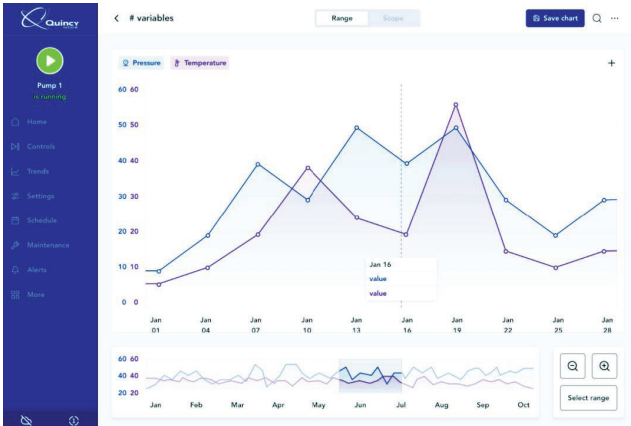 Quincy
# variables
Range
Scope
Save chart
Pump 1
is running
Home
Controls
Trends
Settings
Schedule
Maintenance
Alerts
More
Pressure
Temperature
60 60
50 50
40 40
30 30
20 20
10 10
0 0
Jan 16
value
value
Jan Jan Jan Jan Jan Jan Jan Jan Jan Jan
01 04 07 10 13 16 19 22 25 28
60 60
40 40
20 20
Jan Feb Mar Apr May Jun Jul Aug Sep Oct
Select range